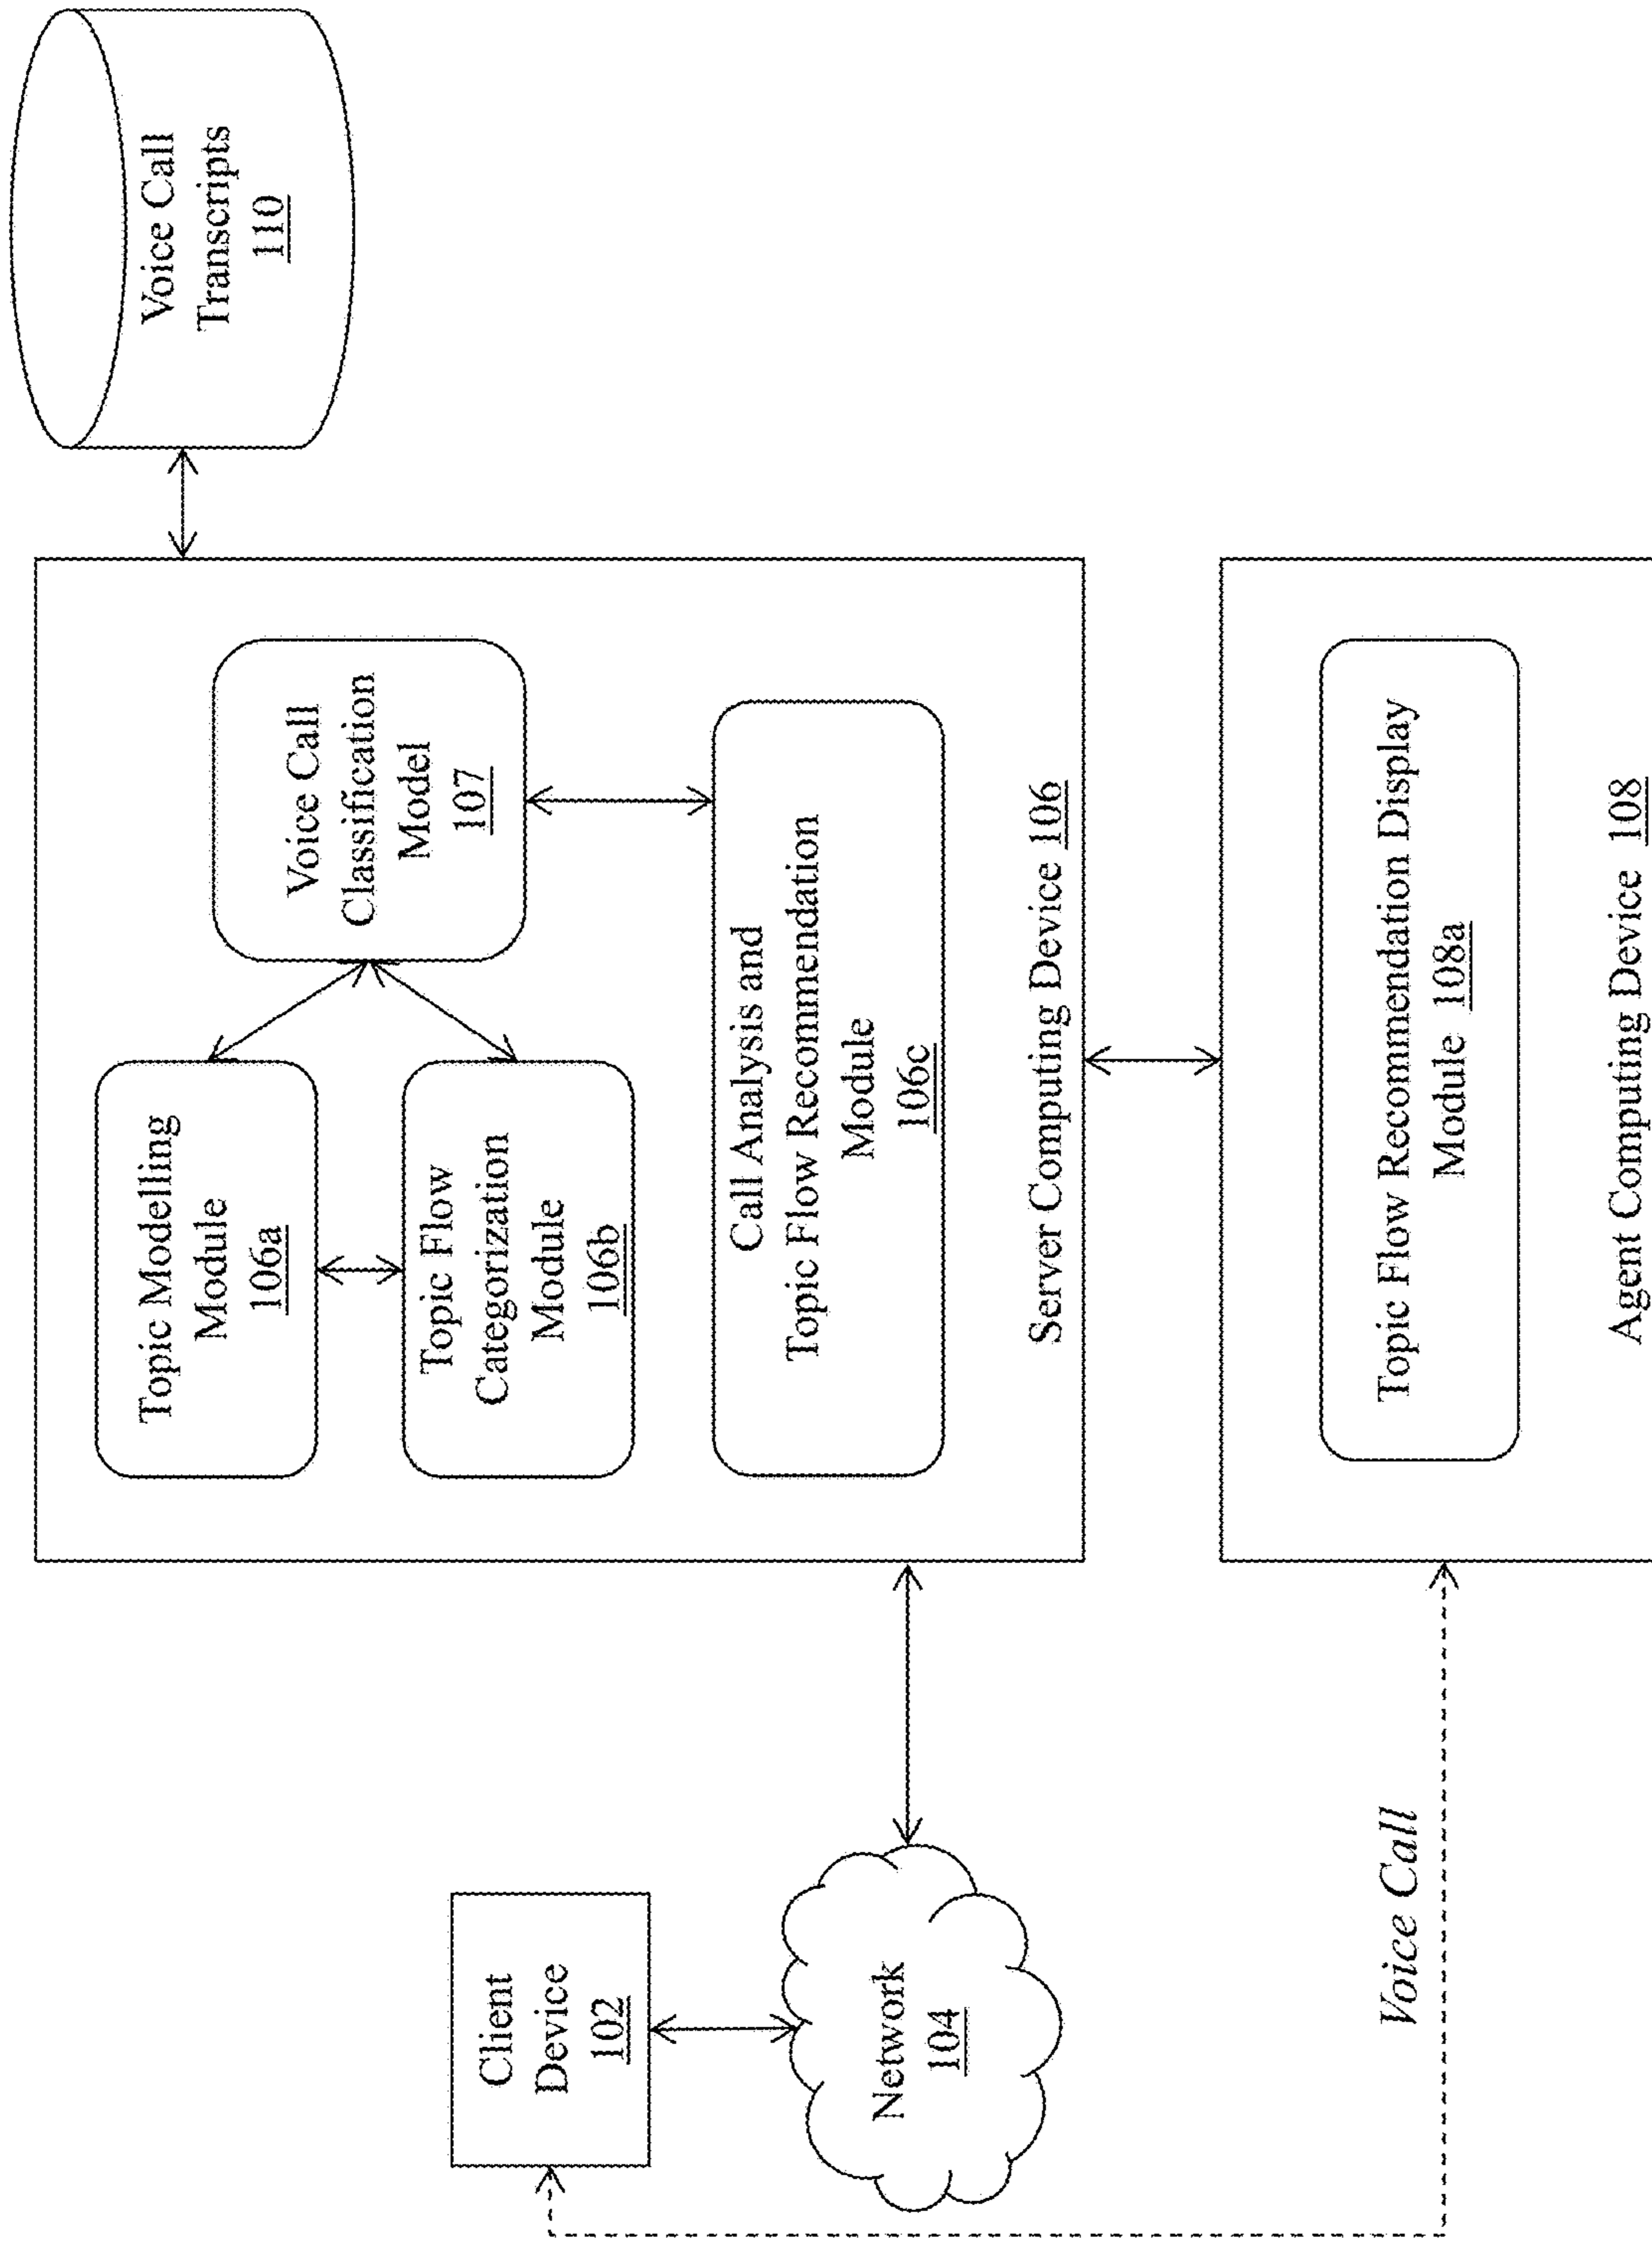 Client
Device
102
Network
104
Voice Call
Topic Modelling
Module
106a
Topic Flow
Categorization
Module
106b
Voice Call
Classification
Model
107
Call Analysis and
Topic Flow Recommendation
Module
106c
Server Computing Device 106
Topic Flow Recommendation Display
Module 108a
Agent Computing Device 108
Voice Call
Transcripts
110